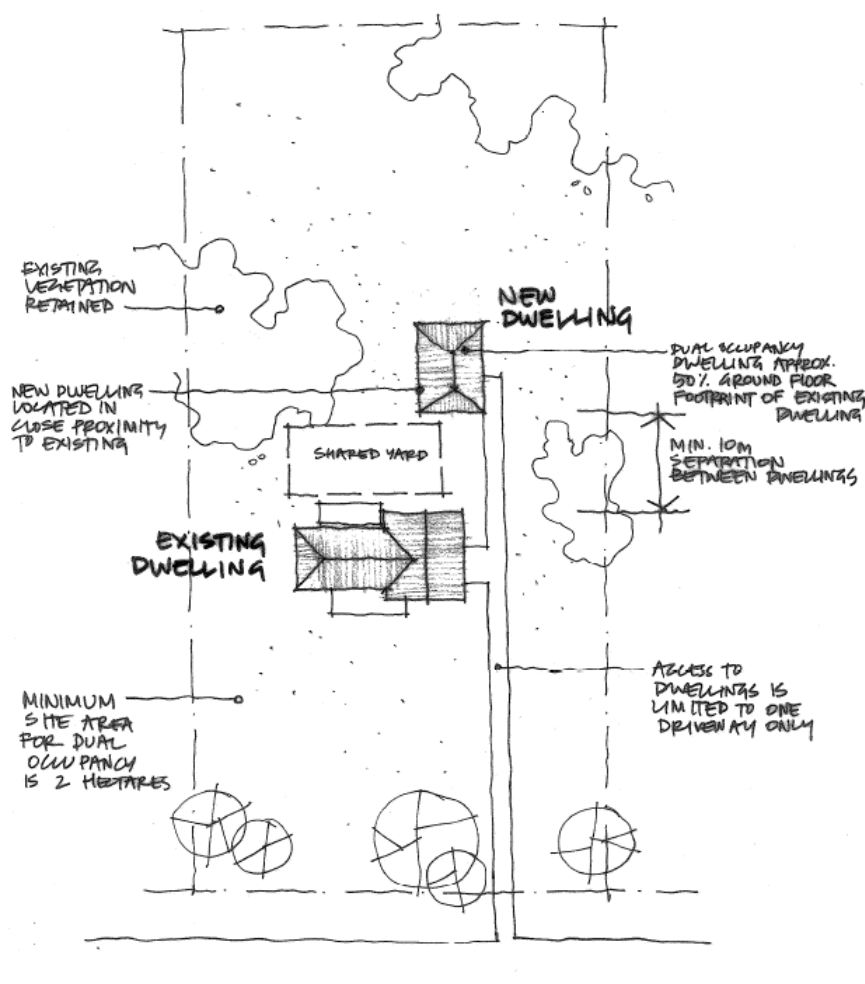 EXISTING
VEGETATION
RETAINED
NEW
DWELLING
DUAL OCCUPANCY
DWELLING APPROX.
50% GROUND FLOOR
FOOTPRINT OF EXISTING
DWELLING
NEW DWELLING
LOCATED IN
CLOSE PROXIMITY
TO EXISTING
SHARED YARD
MIN. 10m
SEPARATION
BETWEEN DWELLINGS
EXISTING
DWELLING
ACCESS TO
DWELLINGS IS
LIMITED TO ONE
DRIVEWAY ONLY
MINIMUM
SITE AREA
FOR DUAL
OCCUPANCY
IS 2 HECTARES